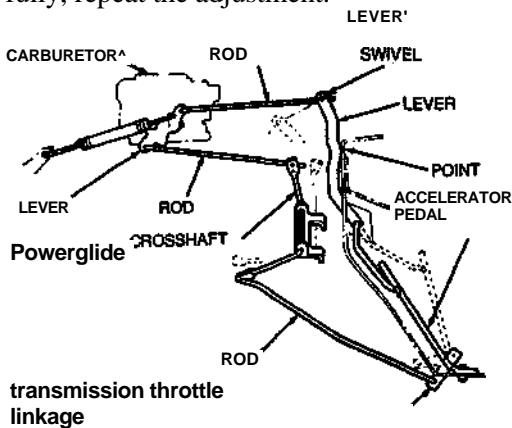 fully, repeat the adjustment.
LEVER'
CARBURETOR^
ROD
SWIVEL
LEVER
POINT
ACCELERATOR
PEDAL
LEVER
ROD
CROSSHAFT
Powerglide
ROD
transmission throttle
linkage